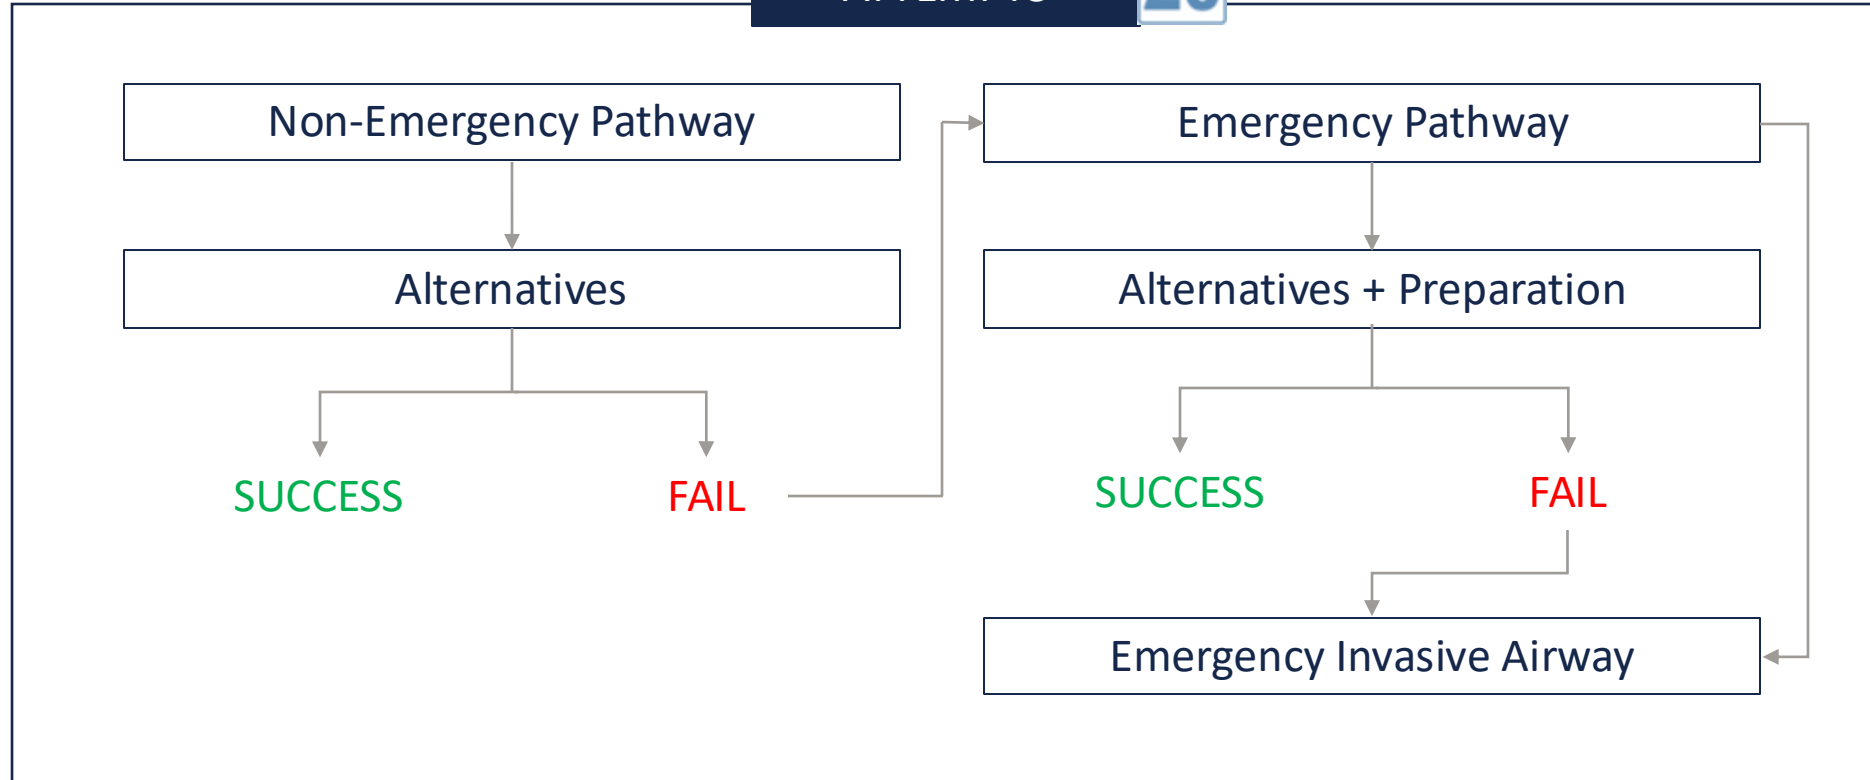 Non-Emergency Pathway
Alternatives
SUCCESS
FAIL
Emergency Pathway
Alternatives + Preparation
SUCCESS
FAIL
Emergency Invasive Airway